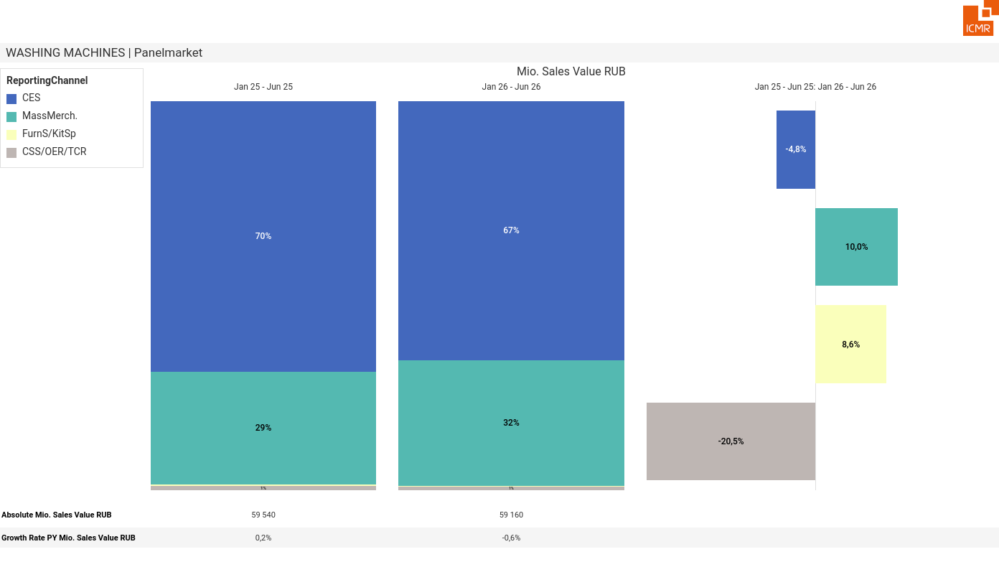 ICMR
WASHING MACHINES | Panelmarket
ReportingChannel
CES
MassMerch.
FurnS/KitSp
CSS/OER/TCR
Mio. Sales Value RUB
Jan 25 - Jun 25
Jan 26 - Jun 26
Jan 25 - Jun 25: Jan 26 - Jun 26
70%
29%
1%
67%
32%
1%
-4,8%
10,0%
8,6%
-20,5%
Absolute Mio. Sales Value RUB 59 540 59 160
Growth Rate PY Mio. Sales Value RUB 0,2% -0,6%